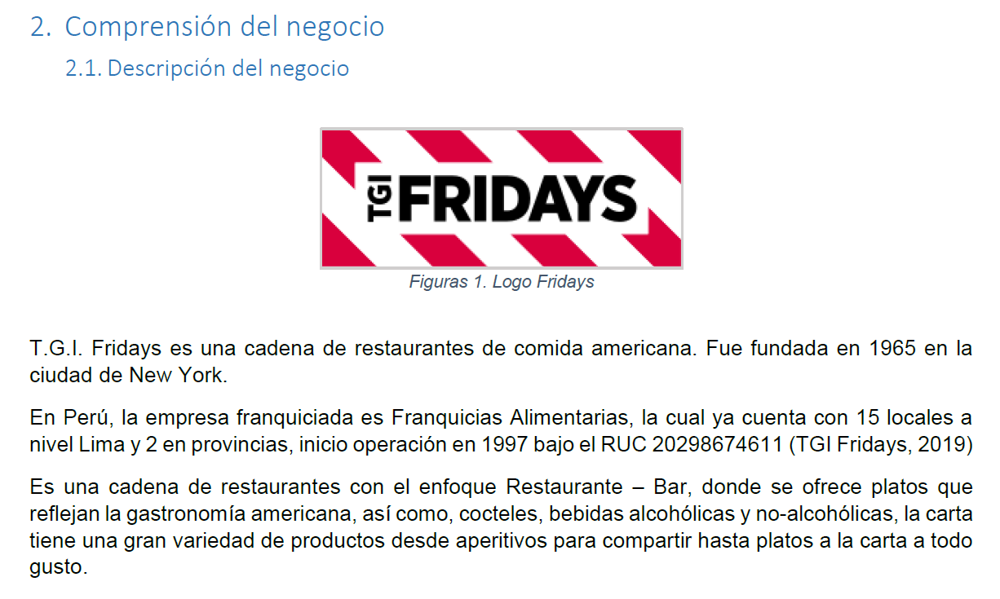 2. Comprensión del negocio
2.1. Descripción del negocio
TGI FRIDAYS
Figuras 1. Logo Fridays
T.G.I. Fridays es una cadena de restaurantes de comida americana. Fue fundada en 1965 en la
ciudad de New York.
En Perú, la empresa franquiciada es Franquicias Alimentarias, la cual ya cuenta con 15 locales a
nivel Lima y 2 en provincias, inicio operación en 1997 bajo el RUC 20298674611 (TGI Fridays, 2019)
Es una cadena de restaurantes con el enfoque Restaurante – Bar, donde se ofrece platos que
reflejan la gastronomía americana, así como, cocteles, bebidas alcohólicas y no-alcohólicas, la carta
tiene una gran variedad de productos desde aperitivos para compartir hasta platos a la carta a todo
gusto.